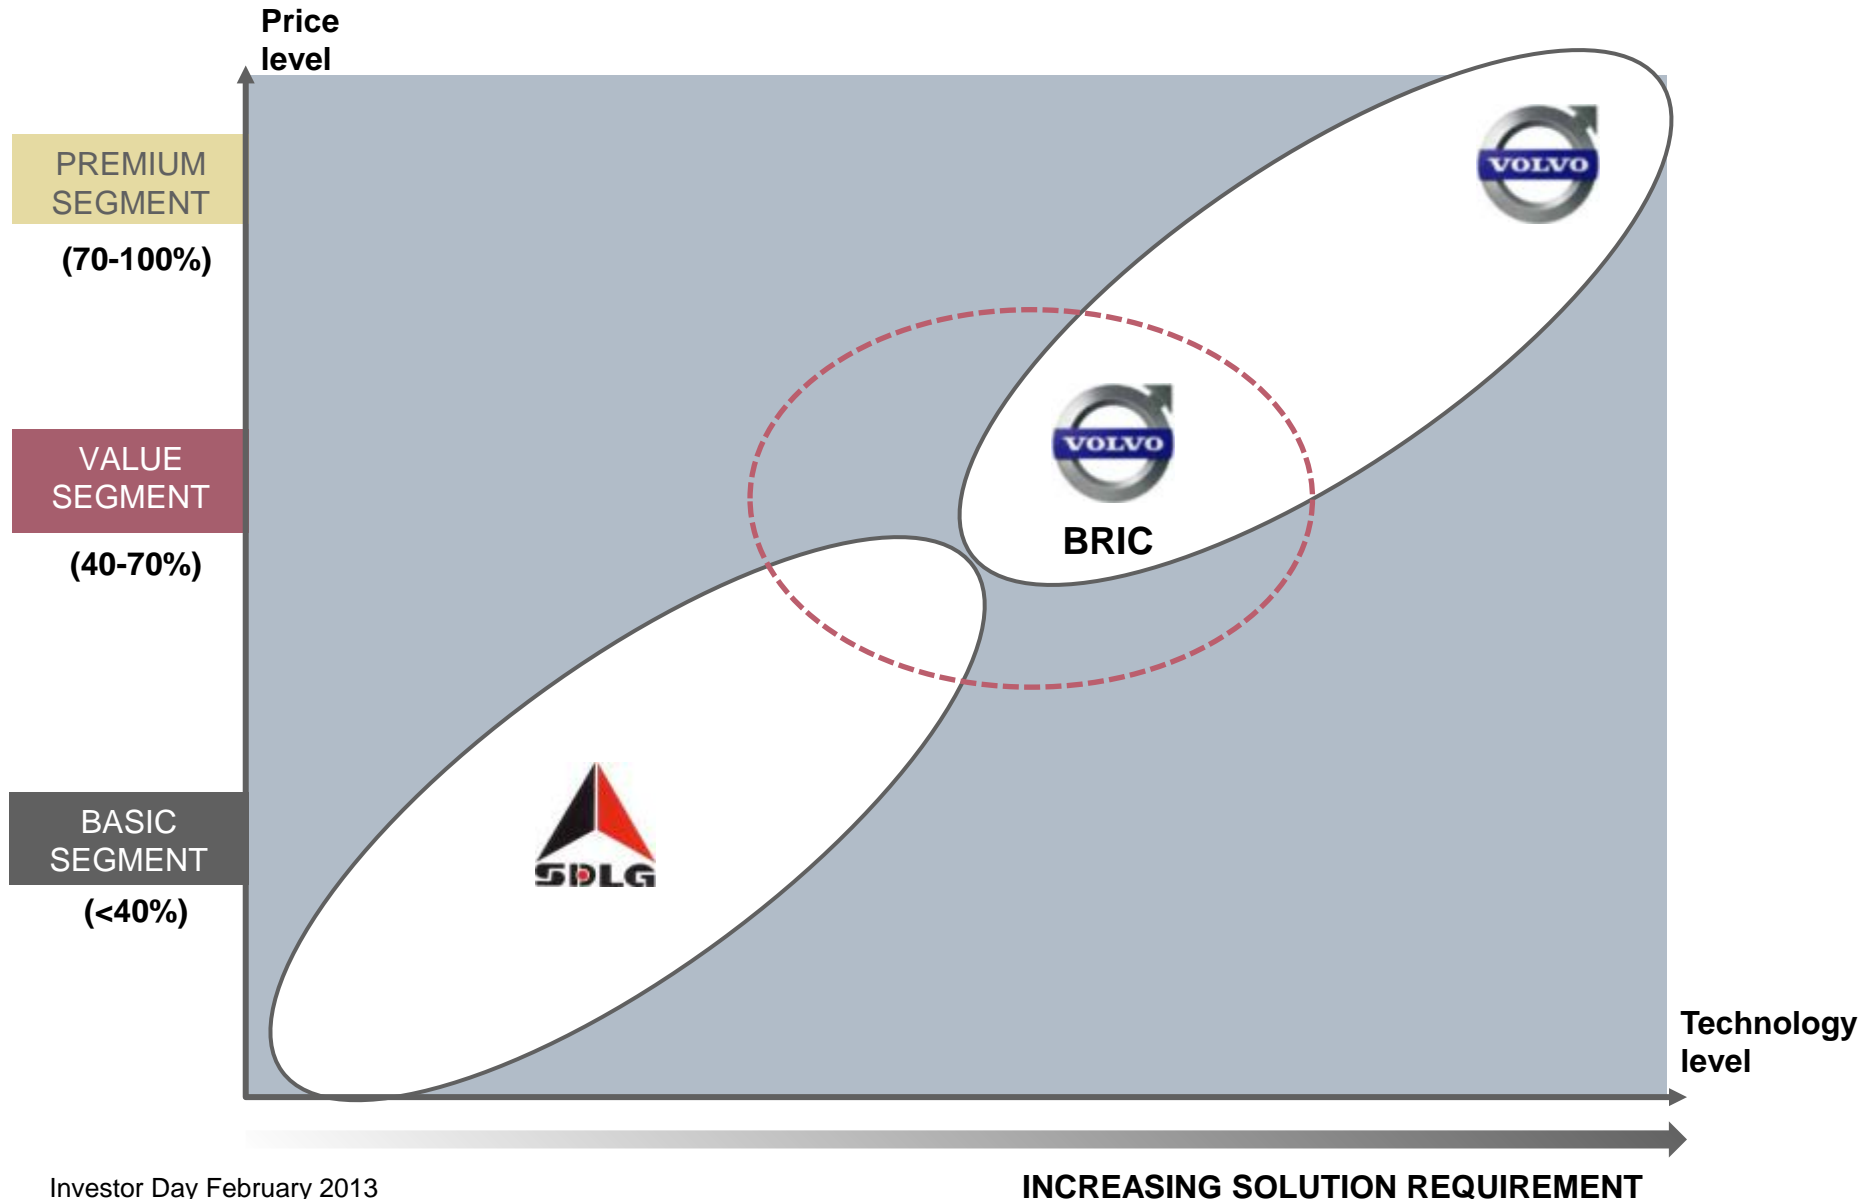 Price
level
PREMIUM
SEGMENT
(70-100%)
VOLVO
VALUE
SEGMENT
(40-70%)
VOLVO
BRIC
BASIC
SEGMENT
(<40%)
SDLG
Technology
level
INCREASING SOLUTION REQUIREMENT
Investor Day February 2013